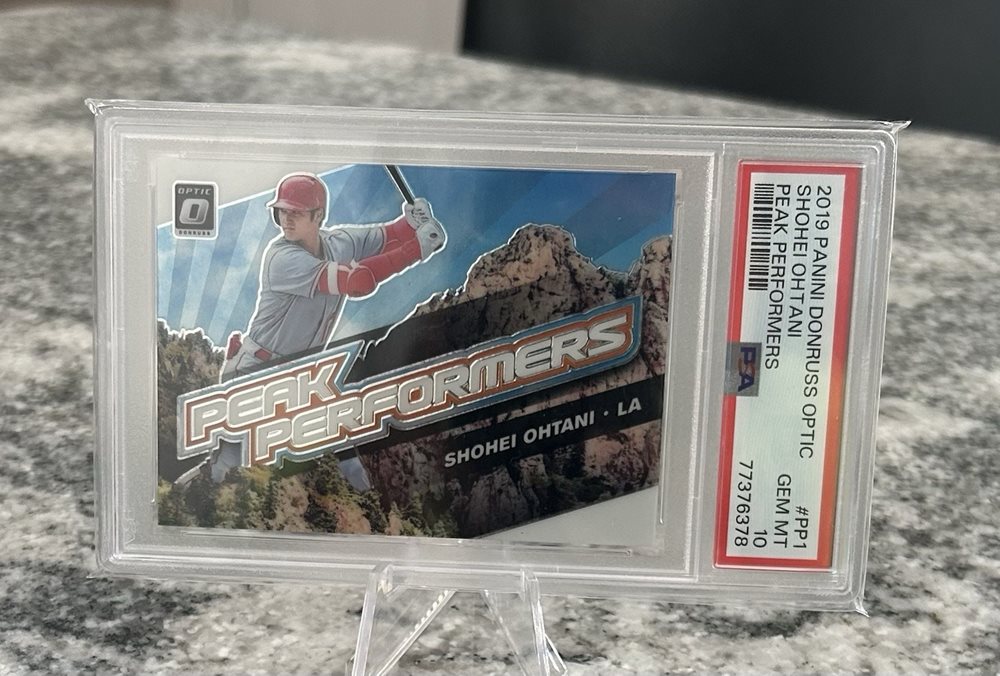 OPTIC
DONRUSS
PEAK
PERFORMERS
SHOHEI OHTANI · LA
2019 PANINI DONRUSS OPTIC #PP1
SHOHEI OHTANI GEM MT
PEAK PERFORMERS 10
PSA 77376378